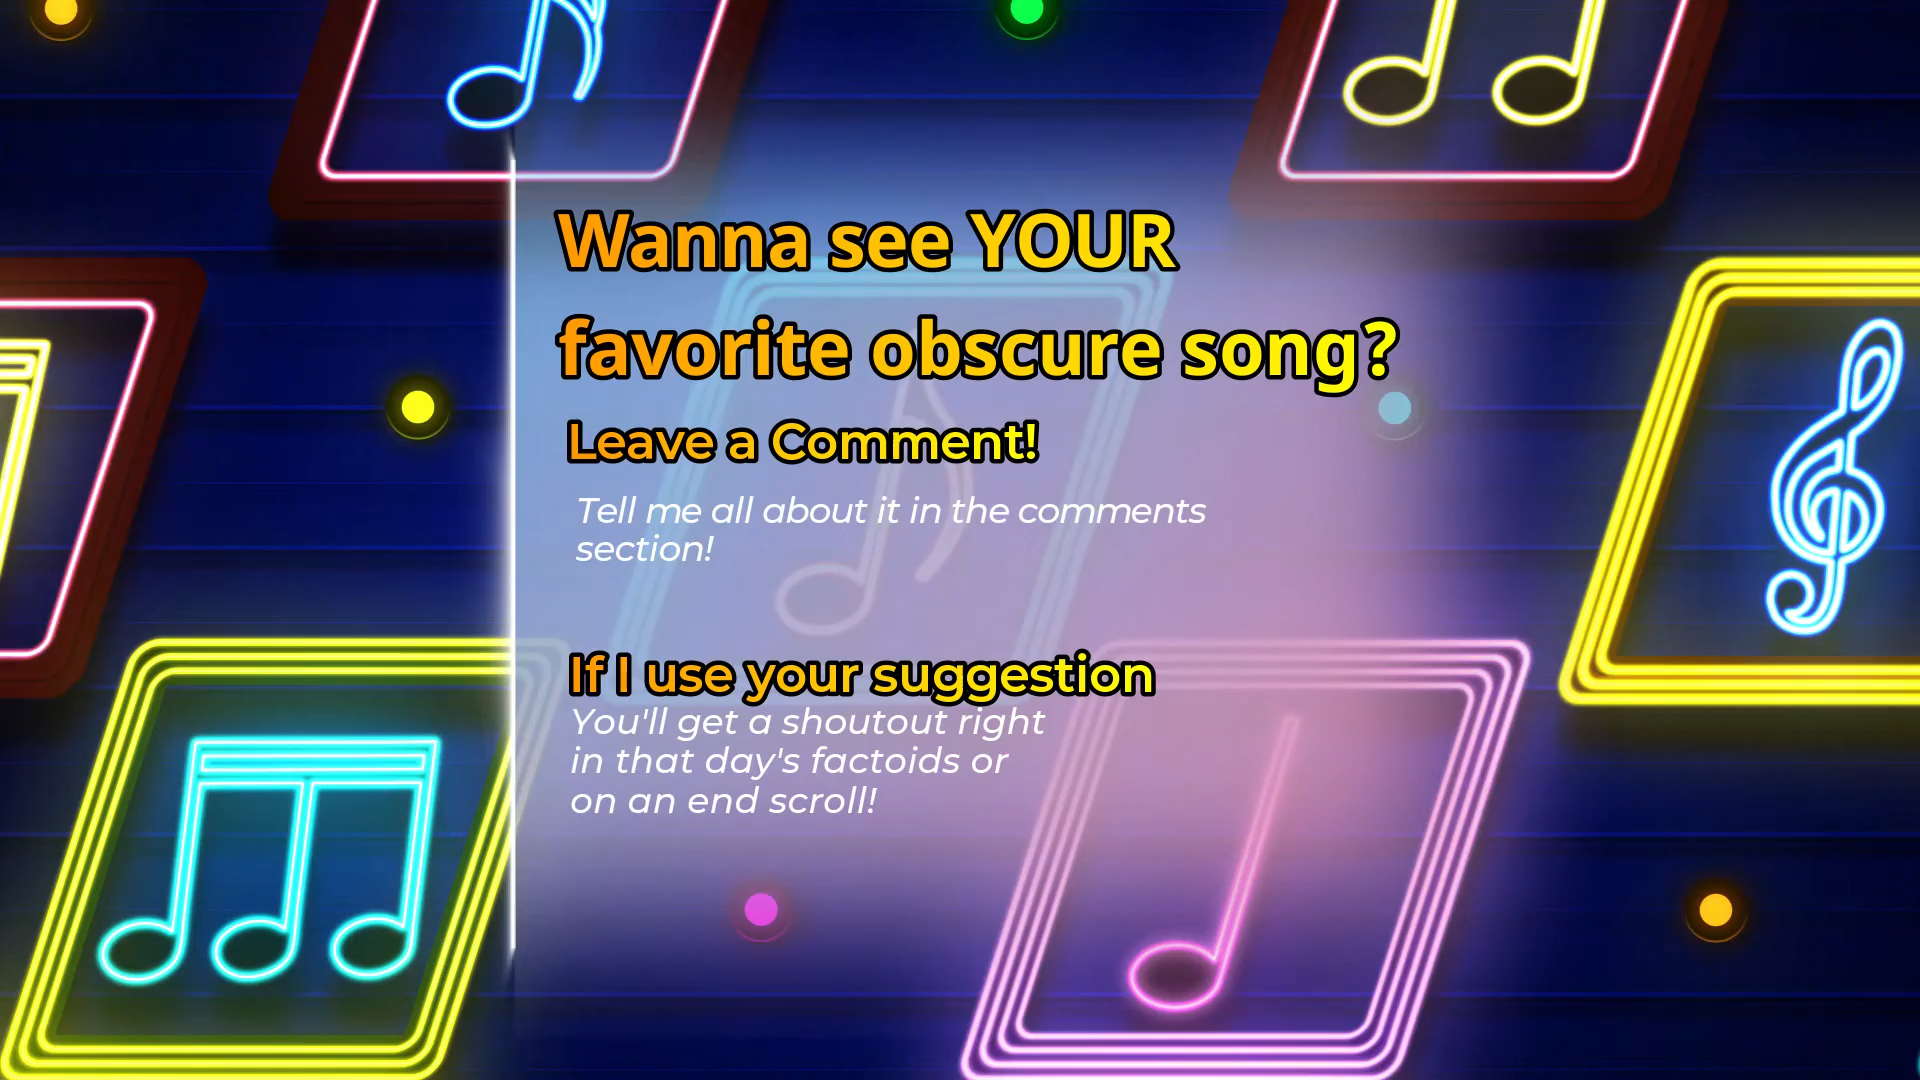 Wanna see YOUR
favorite obscure song?
Leave a Comment!
Tell me all about it in the comments
section!
If I use your suggestion
You'll get a shoutout right
in that day's factoids or
on an end scroll!